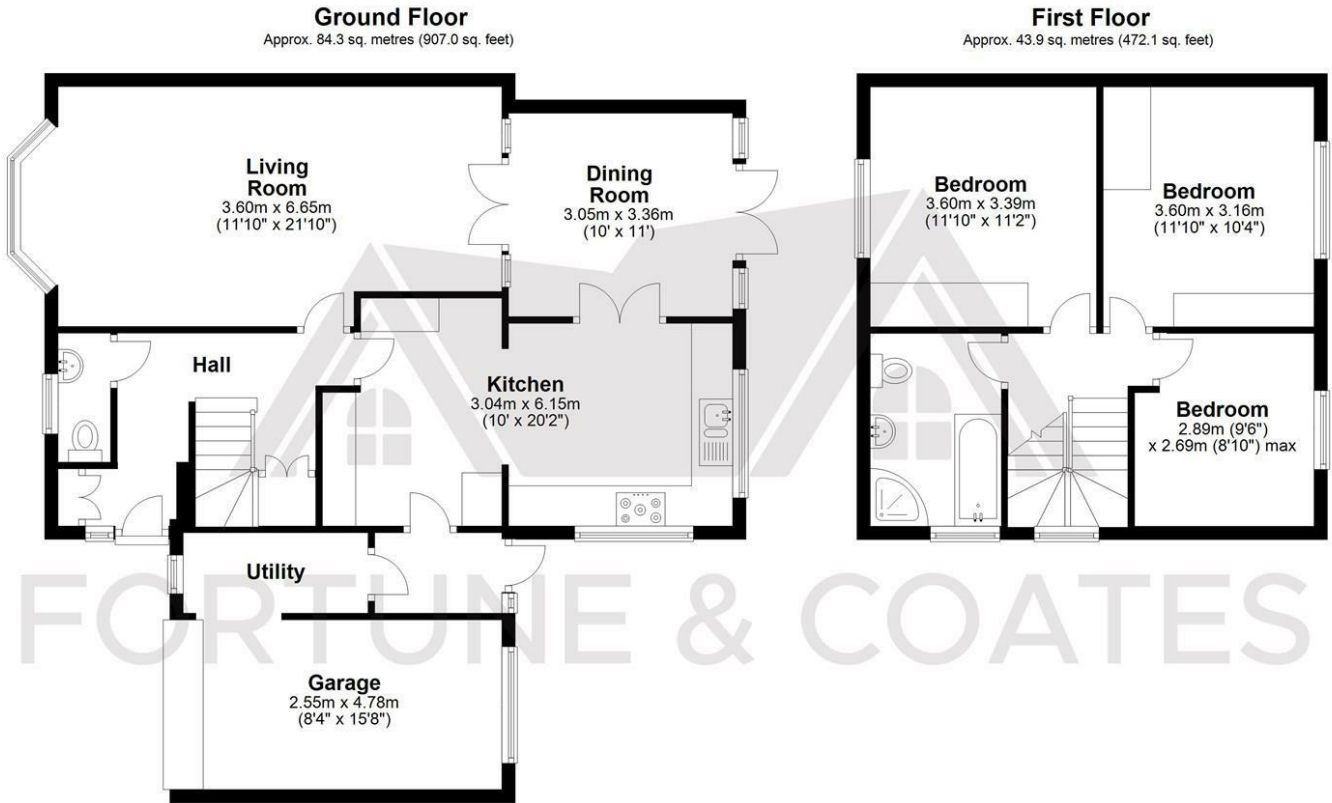 Ground Floor
Approx. 84.3 sq. metres (907.0 sq. feet)
First Floor
Approx. 43.9 sq. metres (472.1 sq. feet)
Living
Room
3.60m x 6.65m
(11'10" x 21'10")
Dining
Room
3.05m x 3.36m
(10' x 11')
Bedroom
3.60m x 3.39m
(11'10" x 11'2")
Bedroom
3.60m x 3.16m
(11'10" x 10'4")
Hall
Kitchen
3.04m x 6.15m
(10' x 20'2")
Bedroom
2.89m (9'6")
x 2.69m (8'10") max
Utility
FORTUNE & COATES
Garage
2.55m x 4.78m
(8'4" x 15'8")